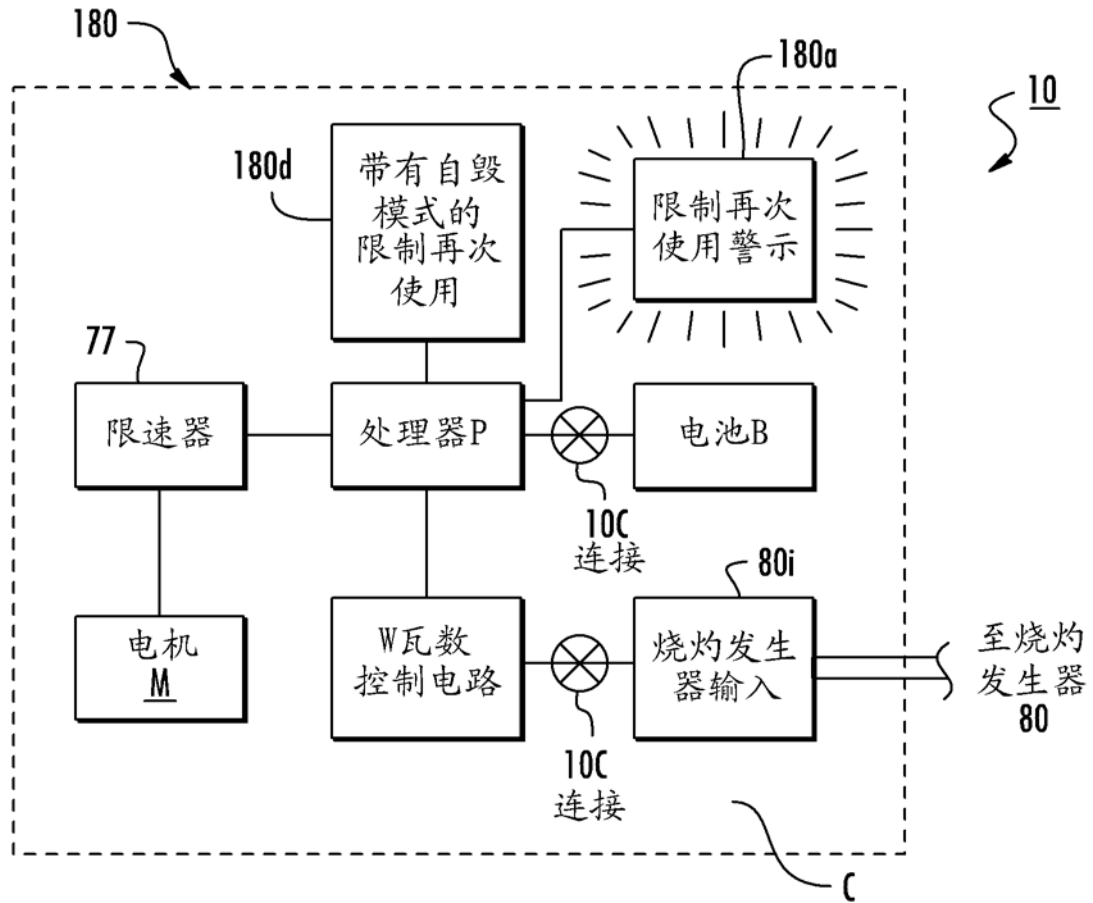 180
180a
10
180d
带有自毁
模式的
限制再次
使用
限制再次
使用警示
77
限速器
处理器P
电池B
10C
连接
80i
电机
M
W瓦数
控制电路
烧灼发生
器输入
至烧灼
发生器
80
10C
连接
C